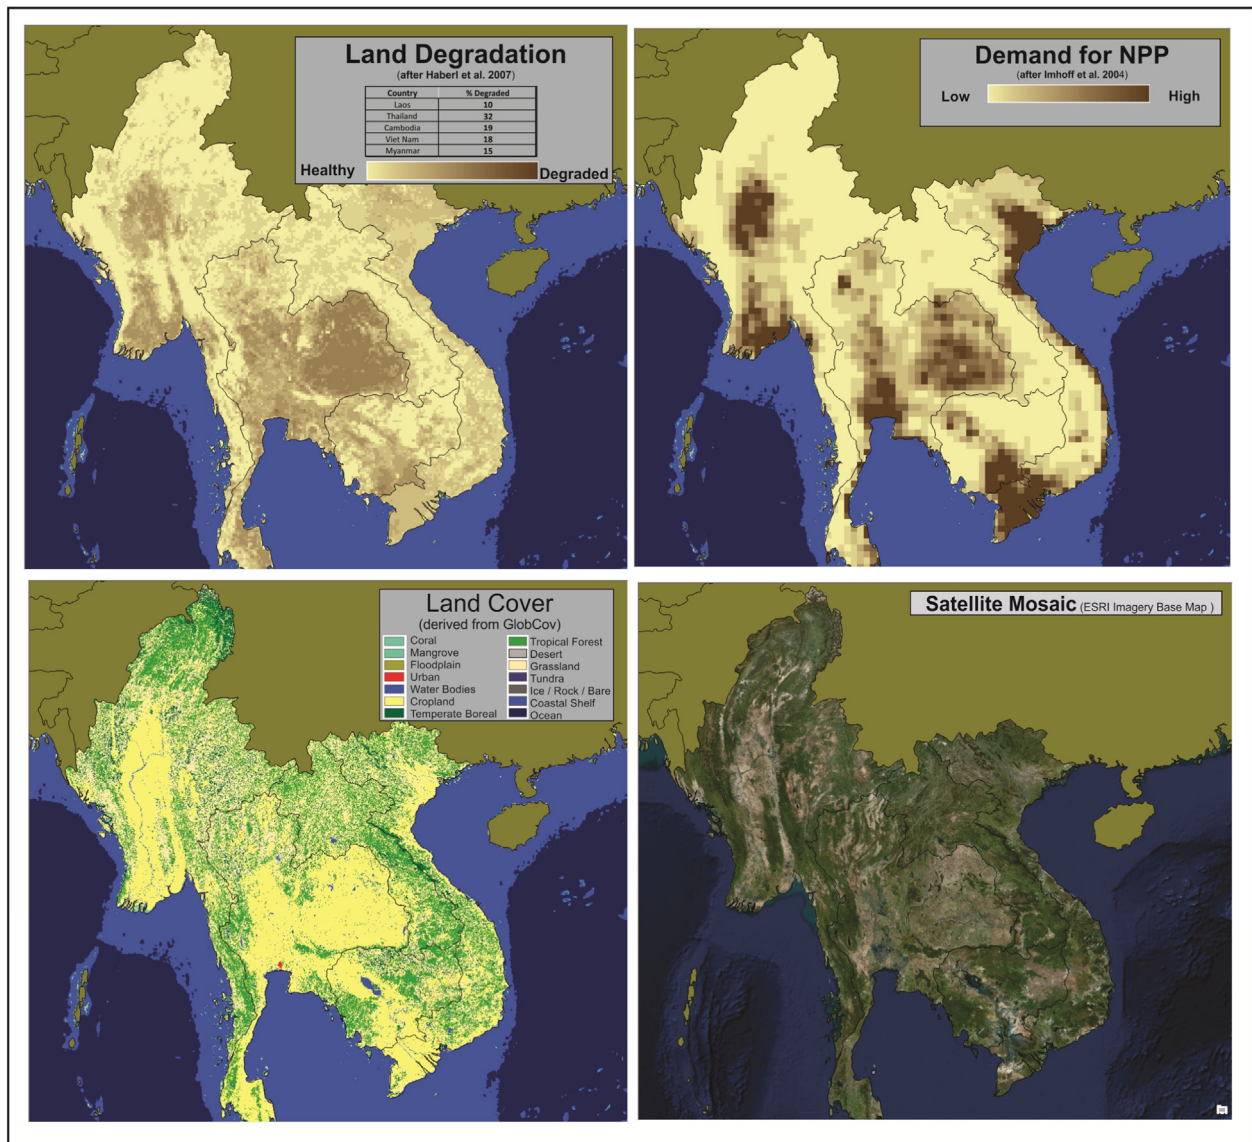 Land Degradation
(after Haberl et al. 2007)
Country % Degraded
Laos 10
Thailand 32
Cambodia 19
Viet Nam 18
Myanmar 15
Healthy Degraded
Demand for NPP
(after Imhoff et al. 2004)
Low High
Land Cover
(derived from GlobCov)
Coral Tropical Forest
Mangrove Desert
Floodplain Grassland
Urban Tundra
Water Bodies Ice / Rock / Bare
Cropland Coastal Shelf
Temperate Boreal Ocean
Satellite Mosaic (ESRI Imagery Base Map )